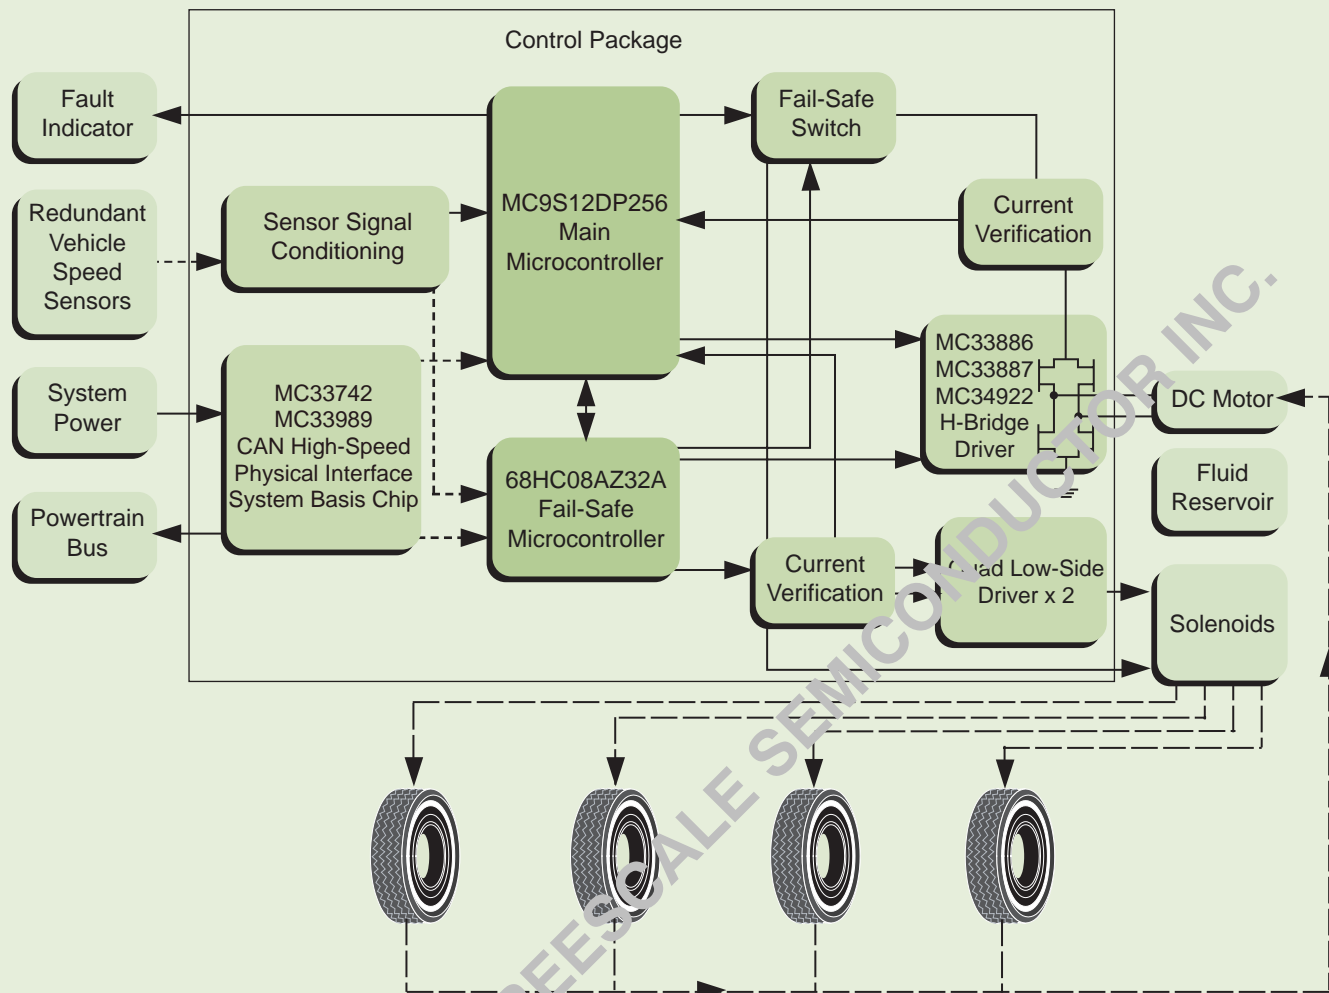 Control Package
Fault
Indicator
Fail-Safe
Switch
MC9S12DP256
Main
Microcontroller
Redundant
Vehicle
Speed
Sensors
Sensor Signal
Conditioning
Current
Verification
System
Power
MC33742
MC33989
CAN High-Speed
Physical Interface
System Basis Chip
MC33886
MC33887
MC34922
H-Bridge
Driver
DC Motor
Fluid
Reservoir
Powertrain
Bus
68HC08AZ32A
Fail-Safe
Microcontroller
Current
Verification
Quad Low-Side
Driver x 2
Solenoids
REESCALE SEMICONDUCTOR INC.